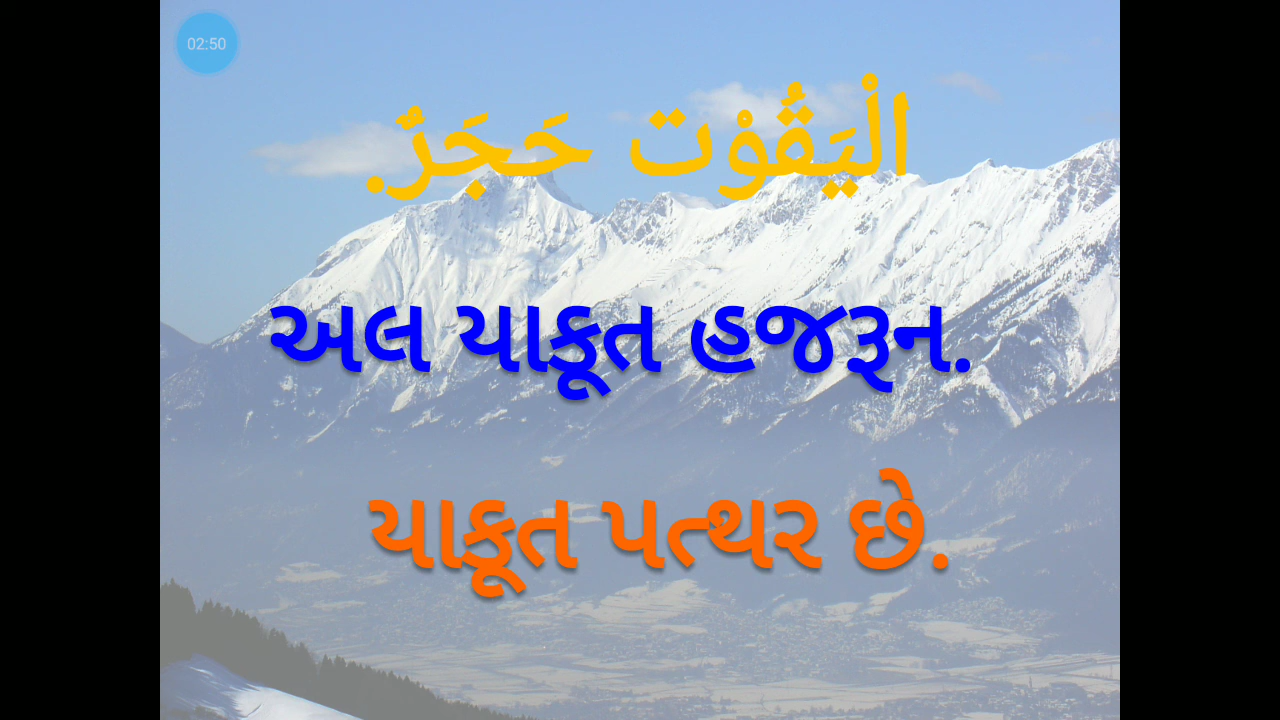 02:50
اُلْيَقُوْت حَجَرٌ.
અલ યાકૂત હજરૂન.
યાકૂત પત્થર છે.